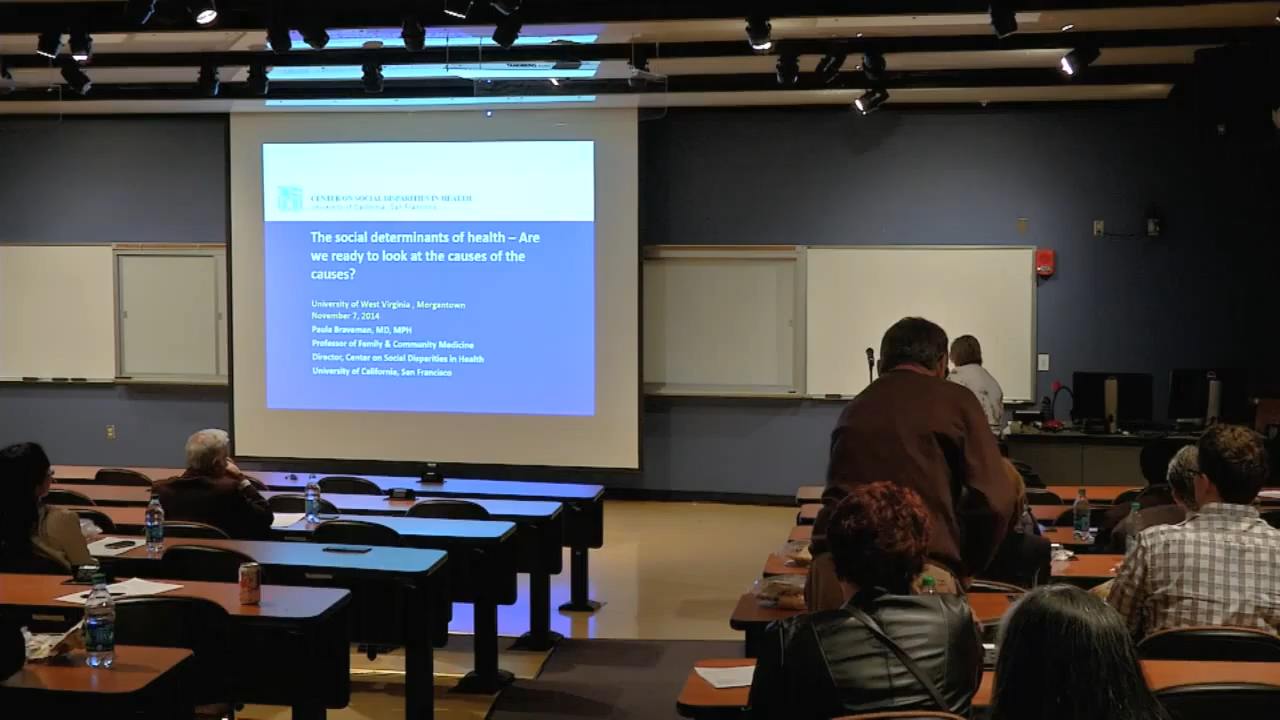 TANDBERG
CENTER ON SOCIAL DISPARITIES IN HEALTH
University of California, San Francisco
The social determinants of health – Are
we ready to look at the causes of the
causes?
University of West Virginia , Morgantown
November 7, 2014
Paula Braveman, MD, MPH
Professor of Family & Community Medicine
Director, Center on Social Disparities in Health
University of California, San Francisco